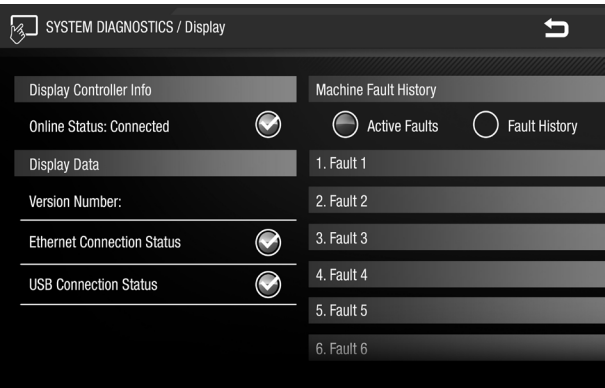 SYSTEM DIAGNOSTICS / Display
Display Controller Info
Online Status: Connected
Display Data
Version Number:
Ethernet Connection Status
USB Connection Status
Machine Fault History
Active Faults
Fault History
1. Fault 1
2. Fault 2
3. Fault 3
4. Fault 4
5. Fault 5
6. Fault 6